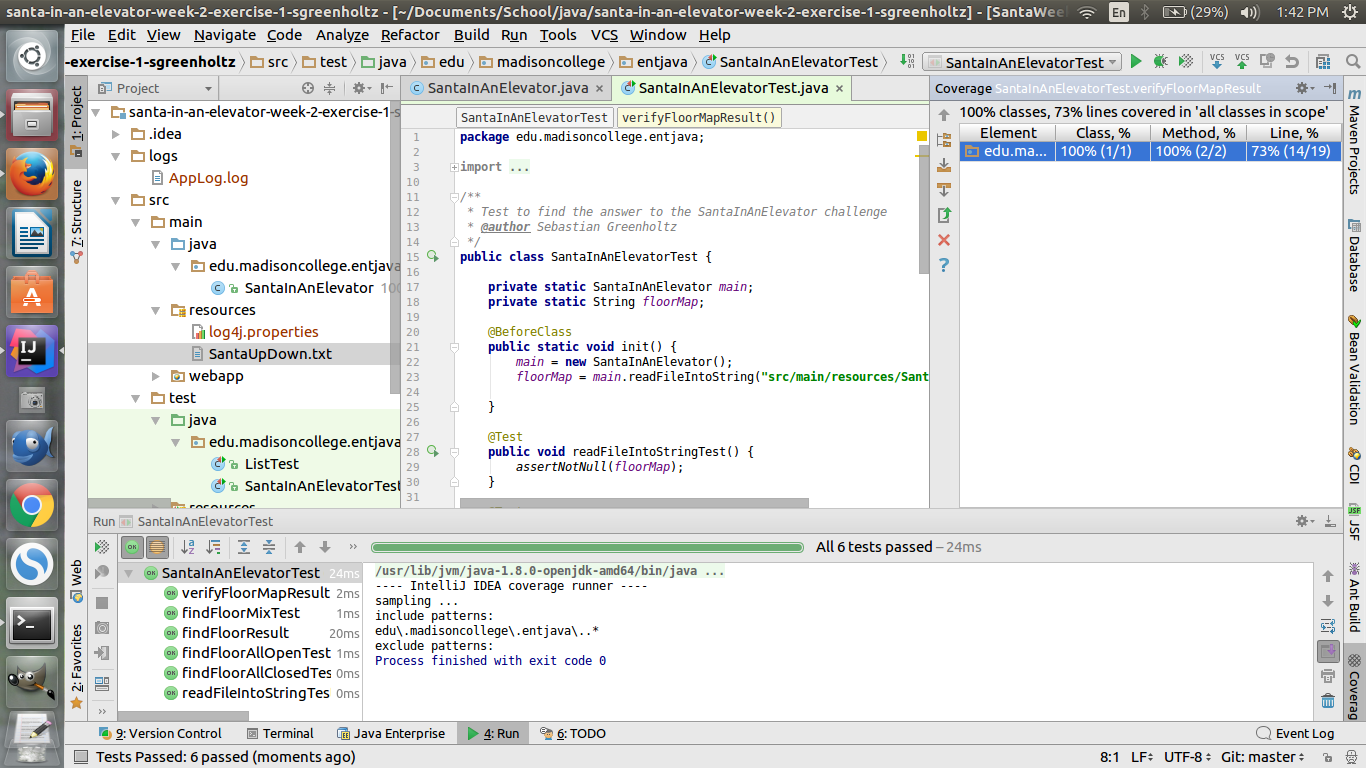 santa-in-an-elevator-week-2-exercise-1-sgreenholtz - [~/Documents/School/java/santa-in-an-elevator-week-2-exercise-1-sgreenholtz] - [SantaWee
En
(29%)
1:42 PM
File Edit View Navigate Code Analyze Refactor Build Run Tools VCS Window Help
-exercise-1-sgreenholtz
src
test
java
edu
madisoncollege
entjava
SantaInAnElevatorTest
SantaInAnElevatorTest
VCS VCS
1: Project
7: Structure
Web
2: Favorites
Project
santa-in-an-elevator-week-2-exercise-1-s
.idea
logs
AppLog.log
src
main
java
edu.madisoncollege.entjava
SantaInAnElevator 100
resources
log4j.properties
SantaUpDown.txt
webapp
test
java
edu.madisoncollege.entjava
ListTest
SantaInAnElevatorTest
resources
SantaInAnElevator.java ×
SantaInAnElevatorTest.java ×
SantaInAnElevatorTest verifyFloorMapResult()
1 package edu.madisoncollege.entjava;
2
3 import ...
10
11 /**
12 * Test to find the answer to the SantaInAnElevator challenge
13 * @author Sebastian Greenholtz
14 */
15 public class SantaInAnElevatorTest {
16
17 private static SantaInAnElevator main;
18 private static String floorMap;
19
20 @BeforeClass
21 public static void init() {
22 main = new SantaInAnElevator();
23 floorMap = main.readFileIntoString("src/main/resources/Sant
24
25 }
26
27 @Test
28 public void readFileIntoStringTest() {
29 assertNotNull(floorMap);
30 }
31
Coverage SantaInAnElevatorTest.verifyFloorMapResult
100% classes, 73% lines covered in 'all classes in scope'
Element Class, % Method, % Line, %
edu.ma... 100% (1/1) 100% (2/2) 73% (14/19)
?
m
Maven Projects
Database
Bean Validation
CDI
JSF
JSF
Ant Build
Coverag
Run SantaInAnElevatorTest
All 6 tests passed – 24ms
SantaInAnElevatorTest 24ms
verifyFloorMapResult 2ms
findFloorMixTest 1ms
findFloorResult 20ms
findFloorAllOpenTest 1ms
findFloorAllClosedTes 0ms
readFileIntoStringTes 0ms
/usr/lib/jvm/java-1.8.0-openjdk-amd64/bin/java ...
---- IntelliJ IDEA coverage runner ----
sampling ...
include patterns:
edu\.madisoncollege\.entjava\..*
exclude patterns:
Process finished with exit code 0
9: Version Control
Terminal
Java Enterprise
4: Run
6: TODO
Event Log
Tests Passed: 6 passed (moments ago)
8:1 LF UTF-8 Git: master